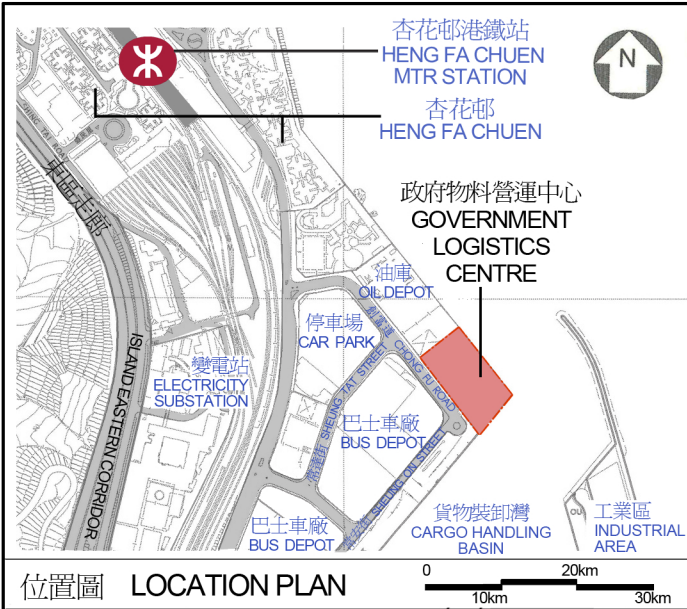 杏花邨港鐵站
HENG FA CHUEN
MTR STATION
N
杏花邨
HENG FA CHUEN
東區走廊
政府物料營運中心
GOVERNMENT
LOGISTICS
CENTRE
油庫
OIL DEPOT
停車場
CAR PARK
創富道 CHONG FU ROAD
變電站
ELECTRICITY
SUBSTATION
ISLAND EASTERN CORRIDOR
常達街 SHEUNG TAT STREET
巴士車廠
BUS DEPOT
常安街 SHEUNG ON STREET
巴士車廠
BUS DEPOT
貨物裝卸灣
CARGO HANDLING
BASIN
OU
工業區
INDUSTRIAL
AREA
位置圖 LOCATION PLAN
0 20km
10km 30km